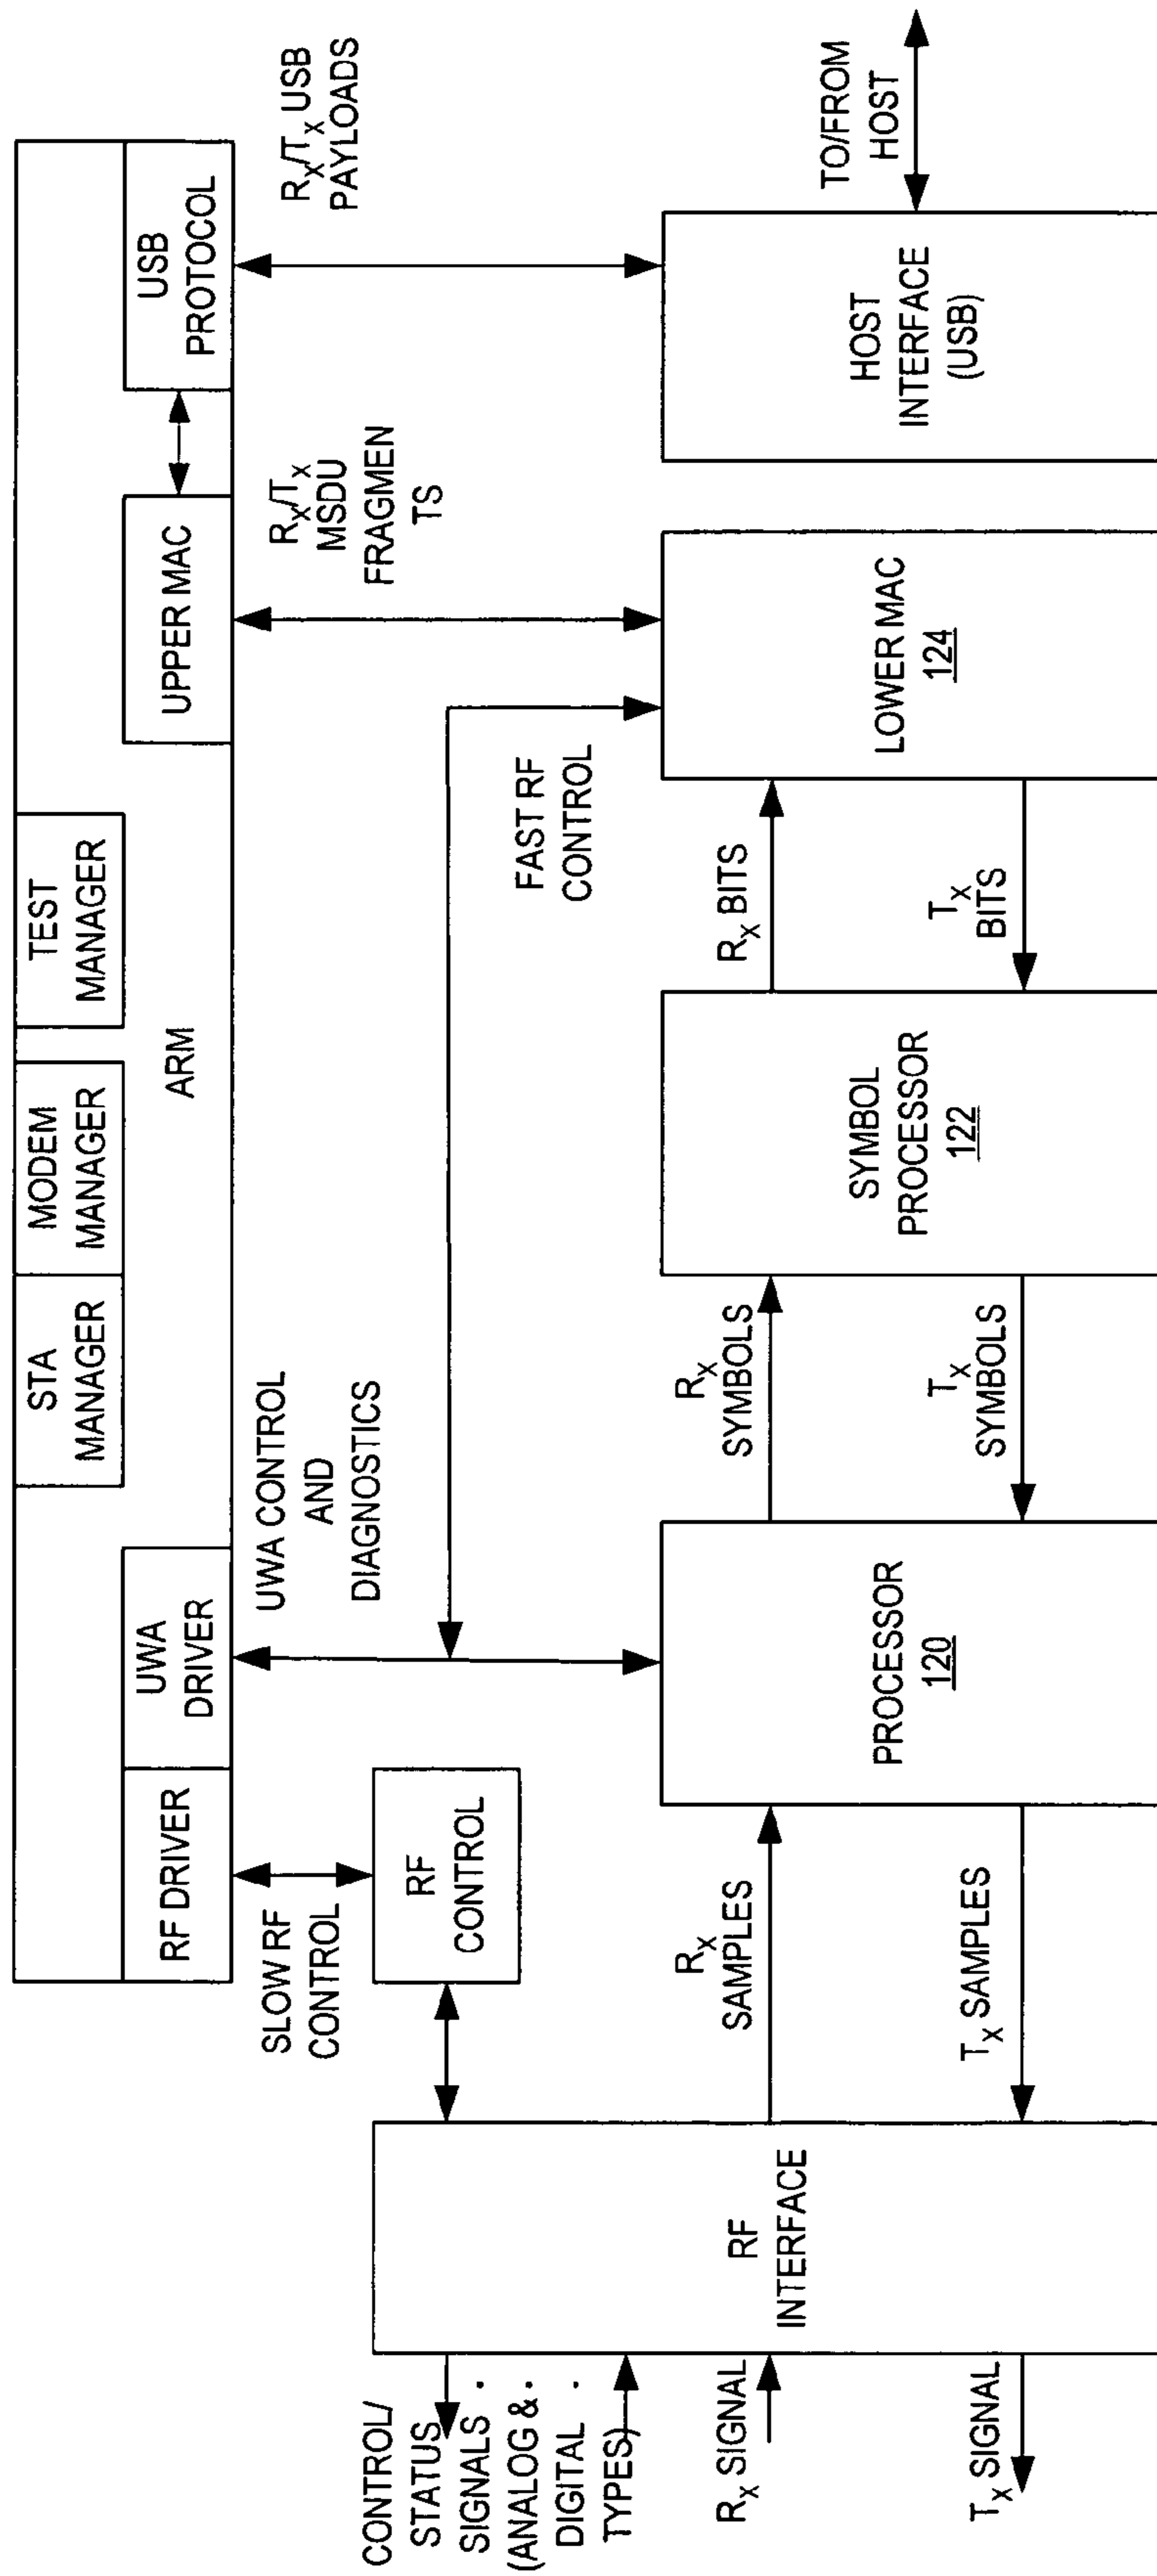 STA
MANAGER
MODEM
MANAGER
TEST
MANAGER
ARM
RF DRIVER
UWA
DRIVER
UPPER MAC
USB
PROTOCOL
SLOW RF
CONTROL
UWA CONTROL
AND
DIAGNOSTICS
Rx/Tx
MSDU
FRAGMEN
TS
Rx/Tx USB
PAYLOADS
RF
CONTROL
FAST RF
CONTROL
CONTROL/
STATUS
SIGNALS
(ANALOG &
DIGITAL
TYPES)
Rx SIGNAL
Tx SIGNAL
RF
INTERFACE
Rx
SAMPLES
Tx SAMPLES
PROCESSOR
120
Rx
SYMBOLS
Tx
SYMBOLS
SYMBOL
PROCESSOR
122
Rx BITS
Tx
BITS
LOWER MAC
124
HOST
INTERFACE
(USB)
TO/FROM
HOST